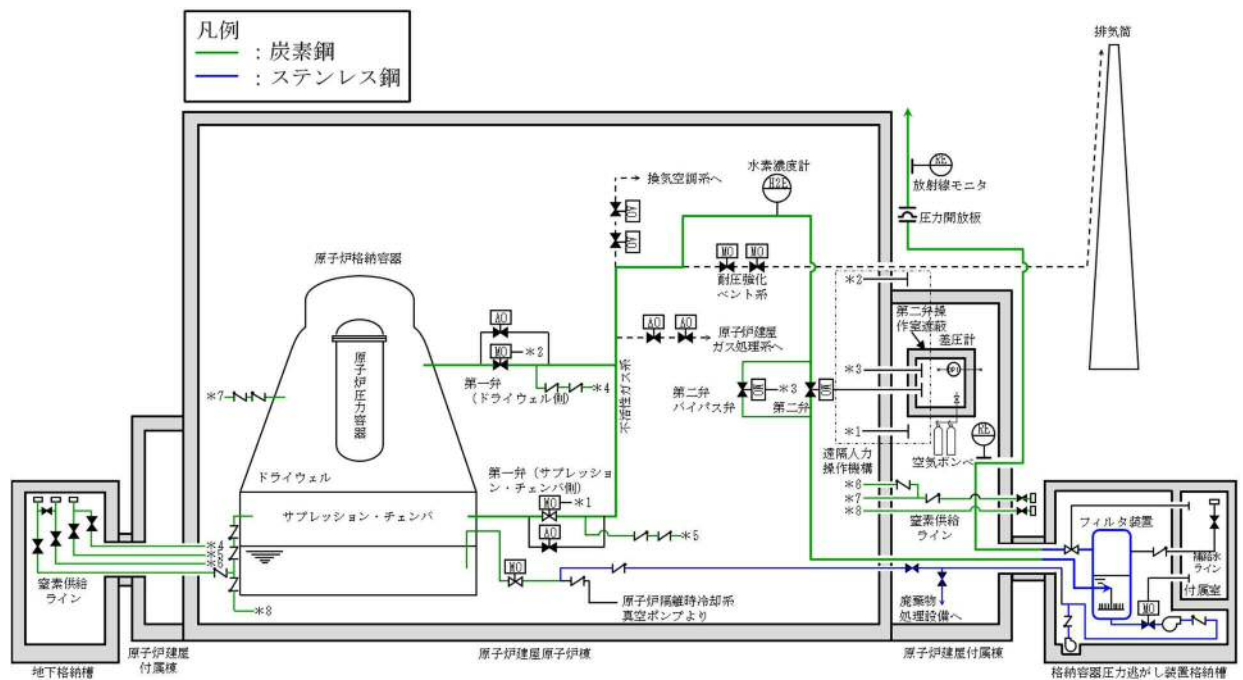 凡例
：炭素鋼
：ステンレス鋼
排気筒
水素濃度計
H2E
換気空調系へ
AO
AO
RE
放射線モニタ
圧力開放板
原子炉格納容器
原子炉圧力容器
MO
MO
耐圧強化
ベント系
*2
第二弁操
作室遮蔽
差圧計
AO
MO
*2
第一弁
（ドライウェル側）
*4
不活性ガス系
AO
AO
原子炉建屋
ガス処理系へ
*7
第二弁
バイパス弁
MO
*3
第二弁
MO
*3
*1
遠隔人力
操作機構
空気ボンベ
RE
ドライウェル
第一弁（サプレッショ
ン・チェンバ側）
MO
*1
AO
*5
サプレッション・チェンバ
*6
*7
*8
窒素供給
ライン
フィルタ装置
補給水
ライン
付属室
MO
*4
*5
*6
*8
窒素供給
ライン
MO
原子炉隔離時冷却系
真空ポンプより
廃棄物
処理設備へ
地下格納槽
原子炉建屋
付属棟
原子炉建屋原子炉棟
原子炉建屋付属棟
格納容器圧力逃がし装置格納槽